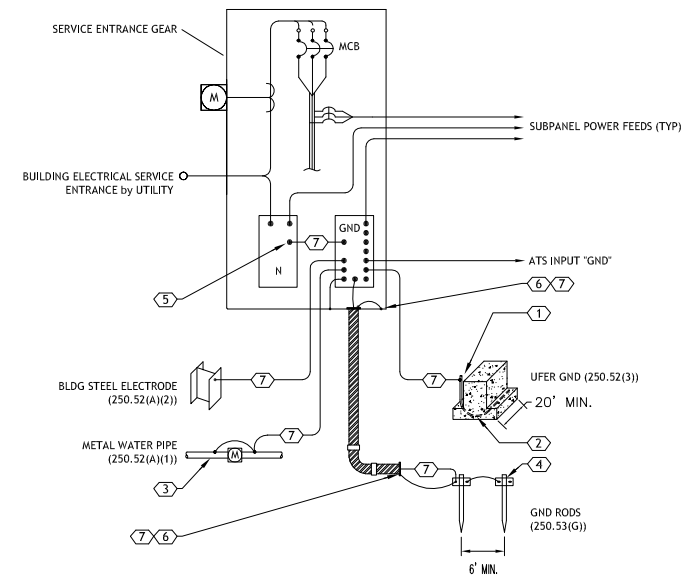 SERVICE ENTRANCE GEAR
MCB
M
SUBPANEL POWER FEEDS (TYP)
BUILDING ELECTRICAL SERVICE
ENTRANCE by UTILITY
GND
7
N
ATS INPUT "GND"
5
6 7
1
BLDG STEEL ELECTRODE
(250.52(A)(2))
7
7
UFER GND (250.52(3))
20' MIN.
METAL WATER PIPE
(250.52(A)(1))
7
M
2
3
7
4
GND RODS
(250.53(G))
7 6
6' MIN.